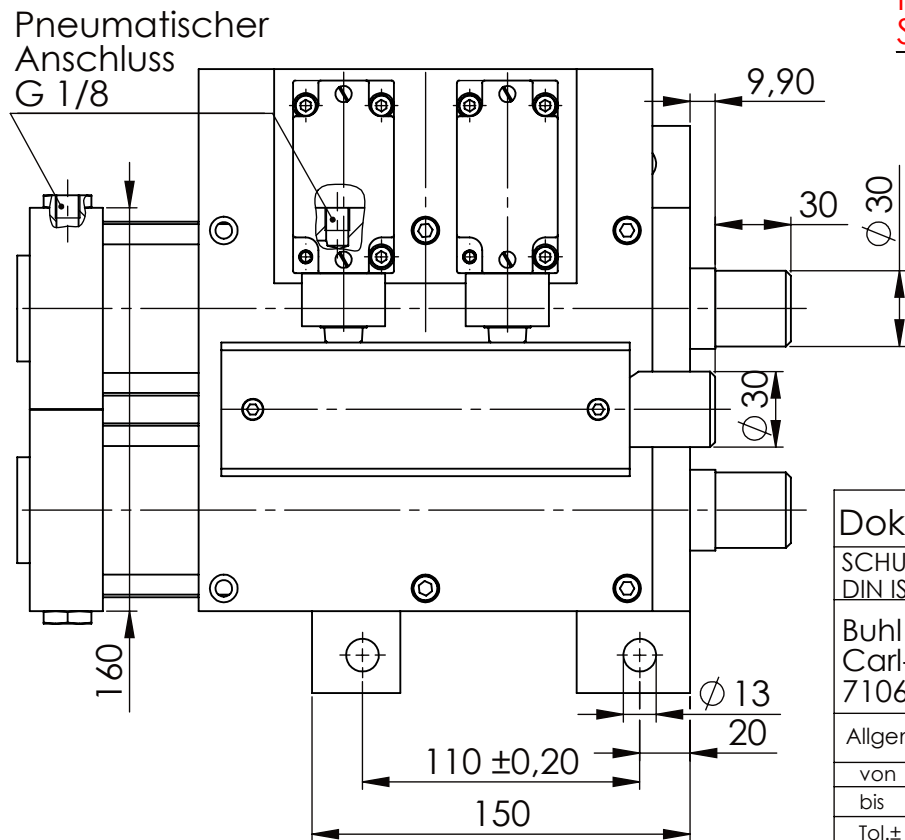 Pneumatischer
Anschluss
G 1/8
9,90
30
∅ 30
∅ 30
160
∅ 13
20
110 ±0,20
150
Dok
SCHU
DIN IS
Buhl
Carl-
7106
Allger
von
bis
Tol.±